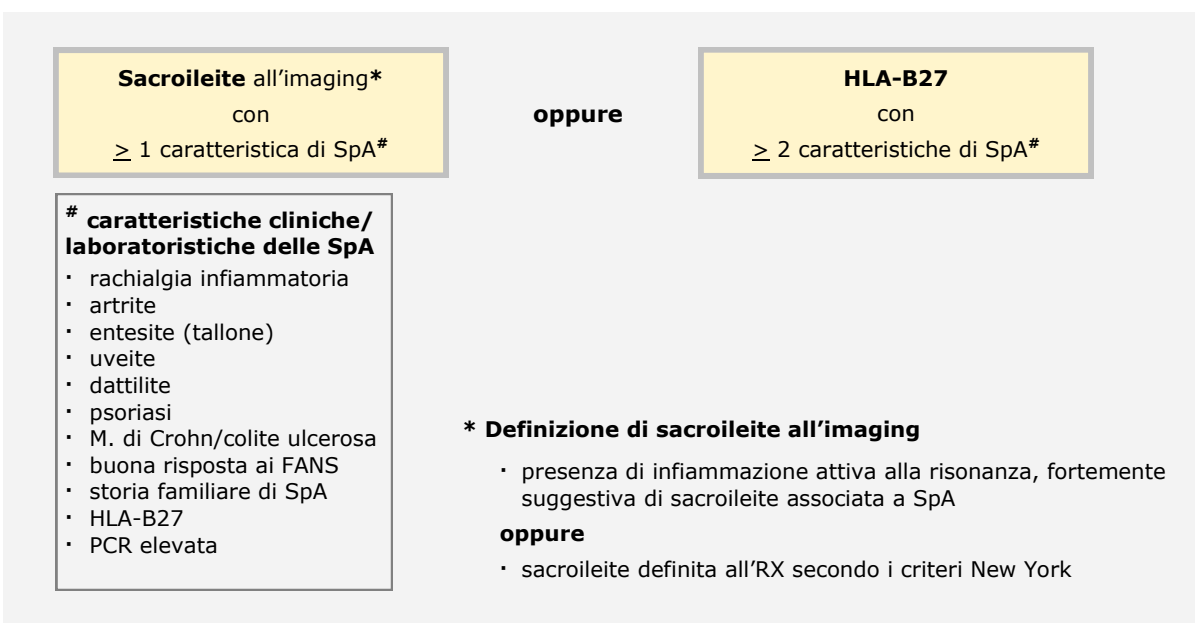 Sacroileite all'imaging*
con
> 1 caratteristica di SpA#
oppure
HLA-B27
con
> 2 caratteristiche di SpA#
# caratteristiche cliniche/
laboratoristiche delle SpA
· rachialgia infiammatoria
· artrite
· entesite (tallone)
· uveite
· dattilite
· psoriasi
· M. di Crohn/colite ulcerosa
· buona risposta ai FANS
· storia familiare di SpA
· HLA-B27
· PCR elevata
* Definizione di sacroileite all'imaging
· presenza di infiammazione attiva alla risonanza, fortemente
suggestiva di sacroileite associata a SpA
oppure
· sacroileite definita all'RX secondo i criteri New York